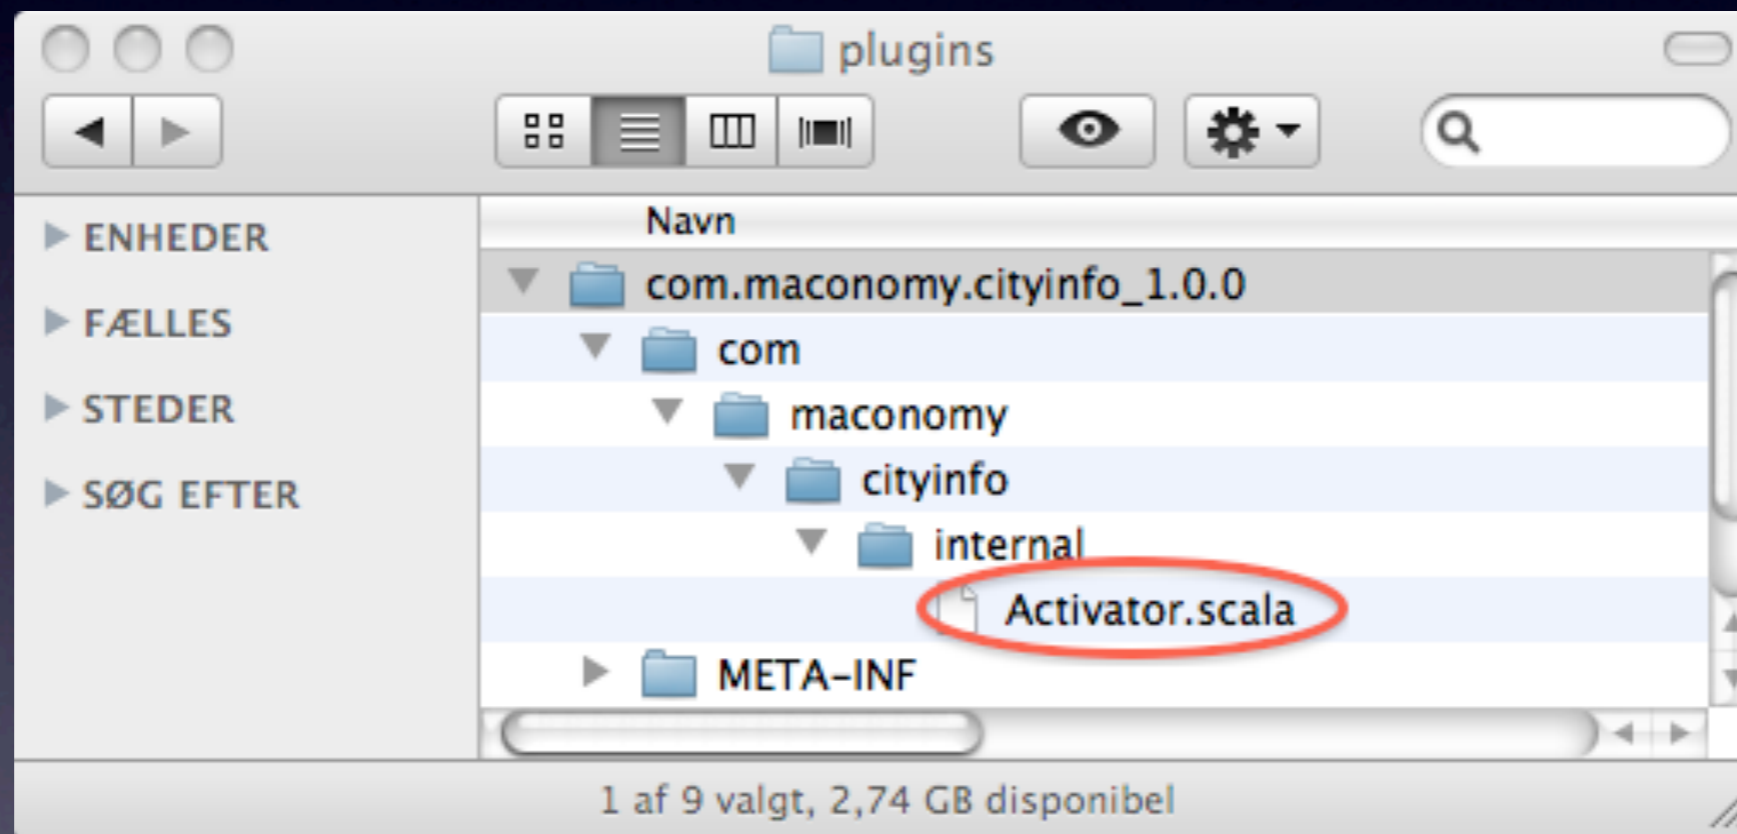 plugins
Navn
ENHEDER
FÆLLES
STEDER
SØG EFTER
com.maconomy.cityinfo_1.0.0
com
maconomy
cityinfo
internal
Activator.scala
META-INF
1 af 9 valgt, 2,74 GB disponibel